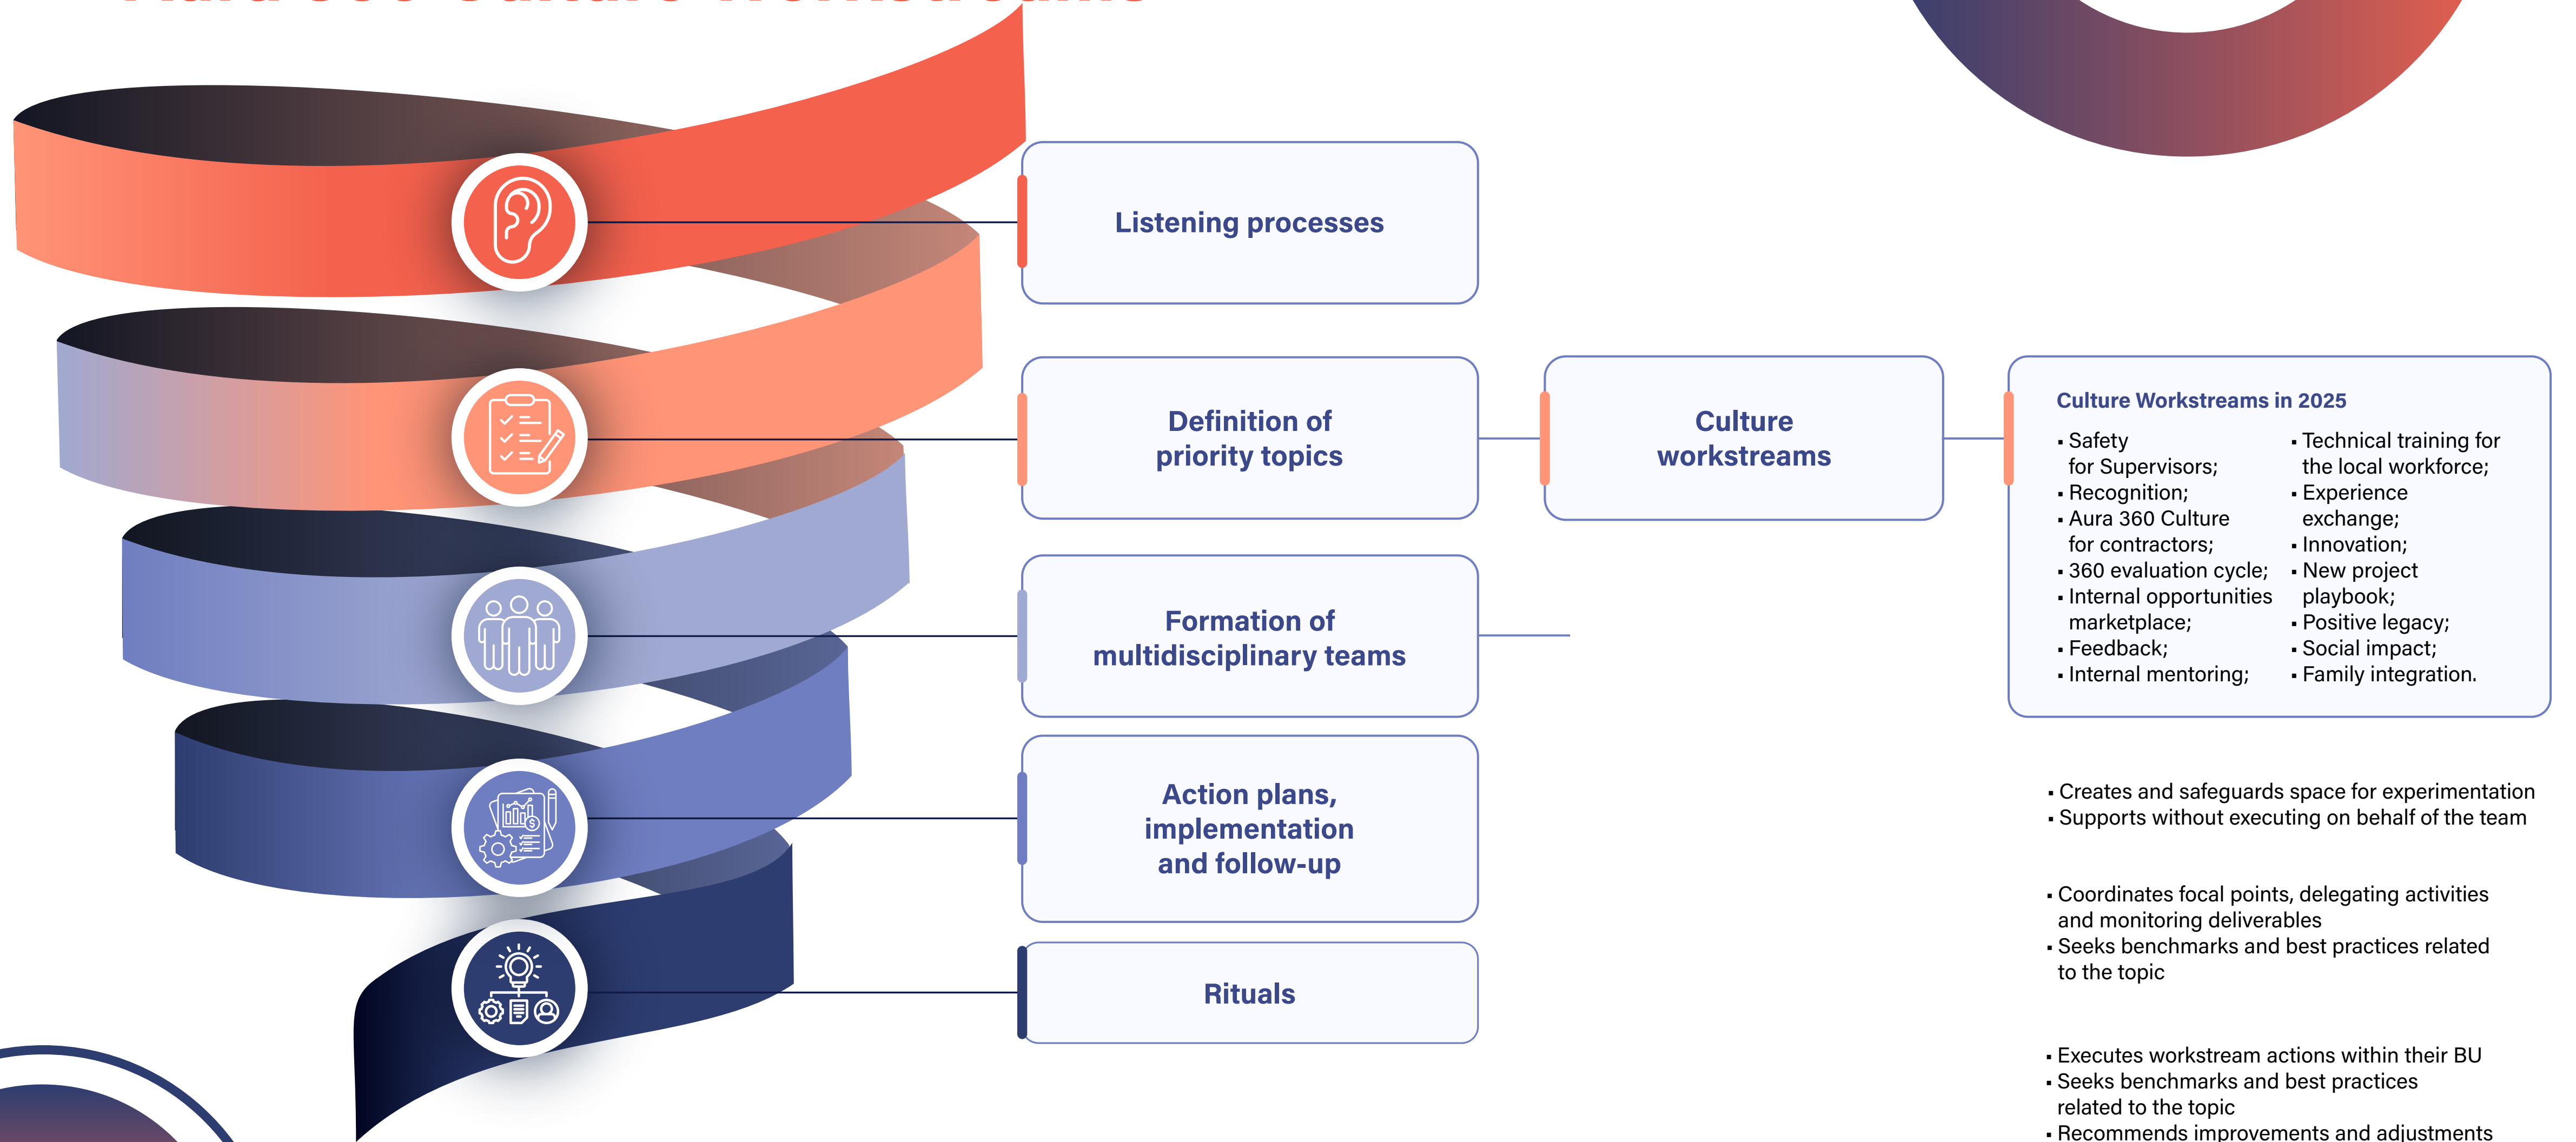 Listening processes
Definition of
priority topics
Culture
workstreams
Culture Workstreams in 2025
▪ Safety
for Supervisors;
▪ Recognition;
▪ Aura 360 Culture
for contractors;
▪ 360 evaluation cycle;
▪ Internal opportunities
marketplace;
▪ Feedback;
▪ Internal mentoring;
▪ Technical training for
the local workforce;
▪ Experience
exchange;
▪ Innovation;
▪ New project
playbook;
▪ Positive legacy;
▪ Social impact;
▪ Family integration.
Formation of
multidisciplinary teams
Action plans,
implementation
and follow-up
Rituals
▪ Creates and safeguards space for experimentation
▪ Supports without executing on behalf of the team
▪ Coordinates focal points, delegating activities
and monitoring deliverables
▪ Seeks benchmarks and best practices related
to the topic
▪ Executes workstream actions within their BU
▪ Seeks benchmarks and best practices
related to the topic
▪ Recommends improvements and adjustments